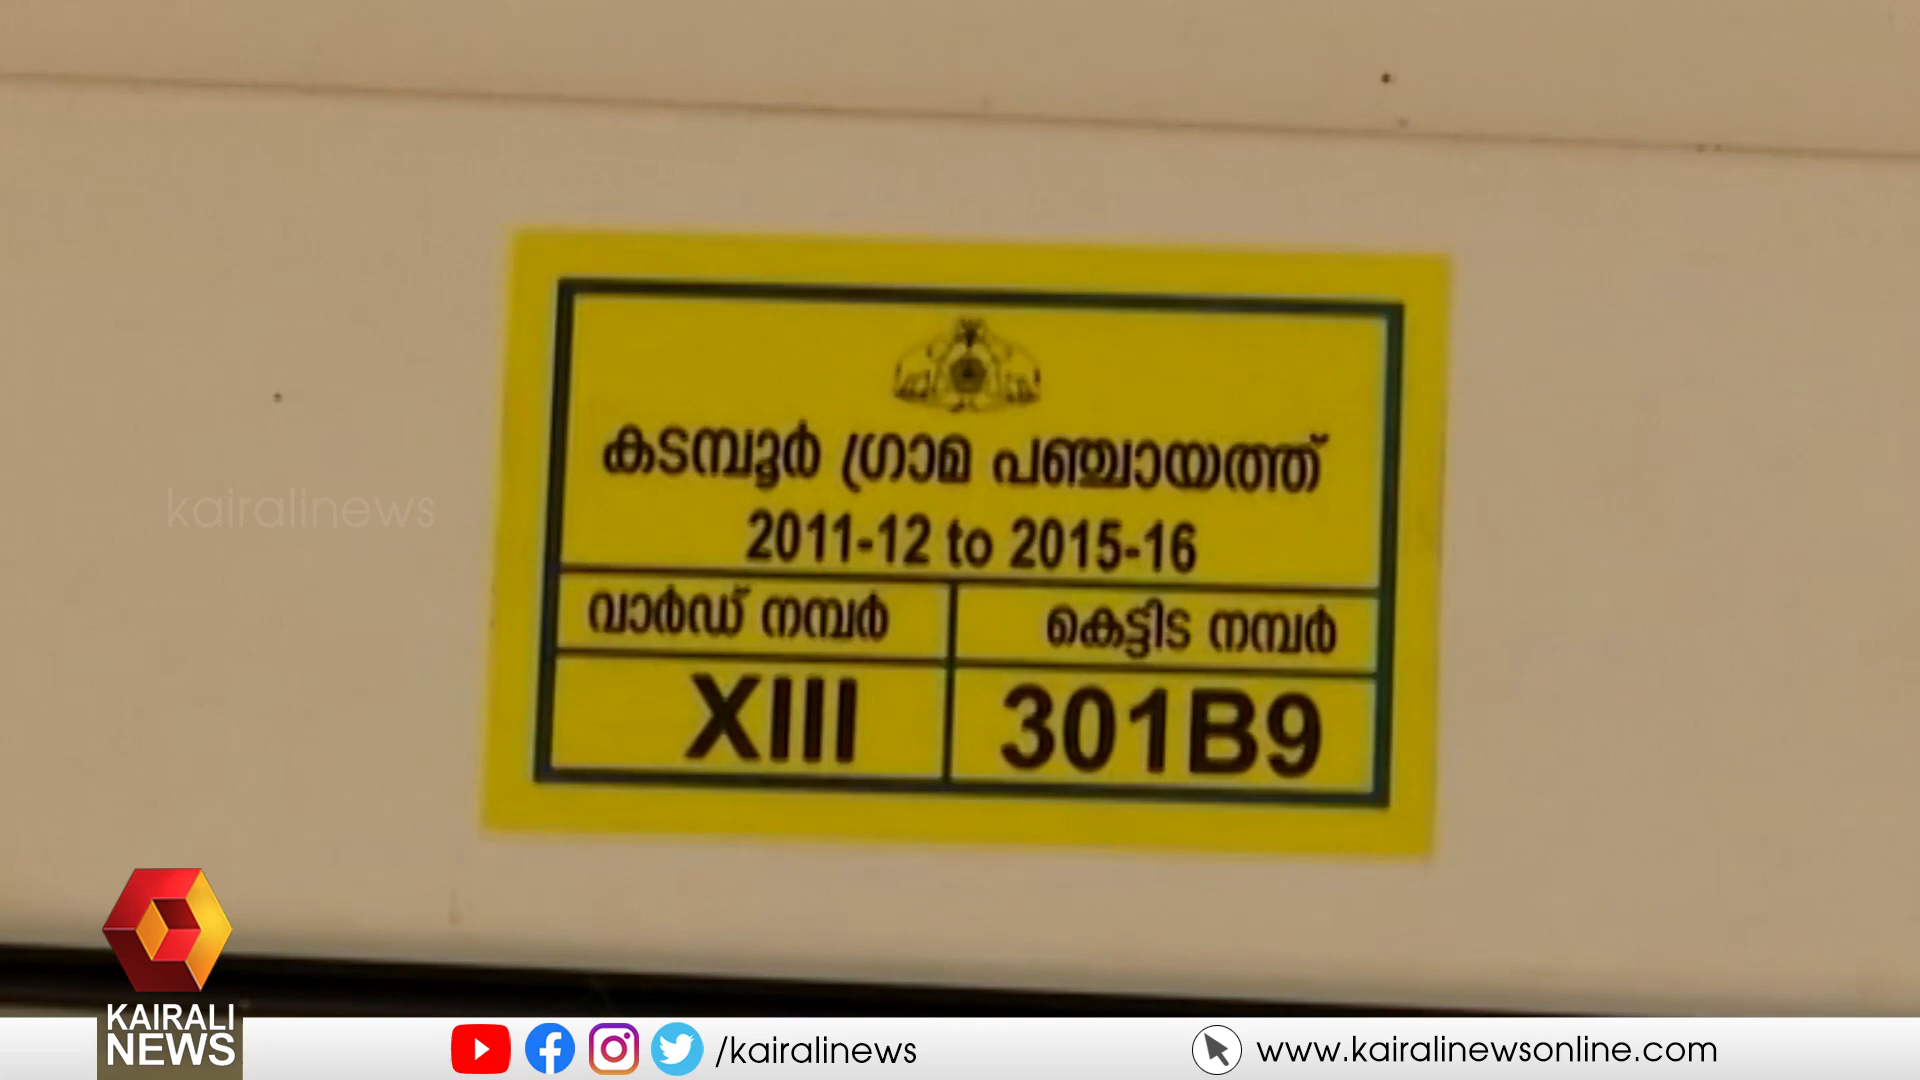 കടമ്പൂർ ഗ്രാമ പഞ്ചായത്ത്
2011-12 to 2015-16
വാർഡ് നമ്പർ കെട്ടിട നമ്പർ
XIII 301B9
kairalinews
KAIRALI
NEWS
/kairalinews
www.kairalinewsonline.com